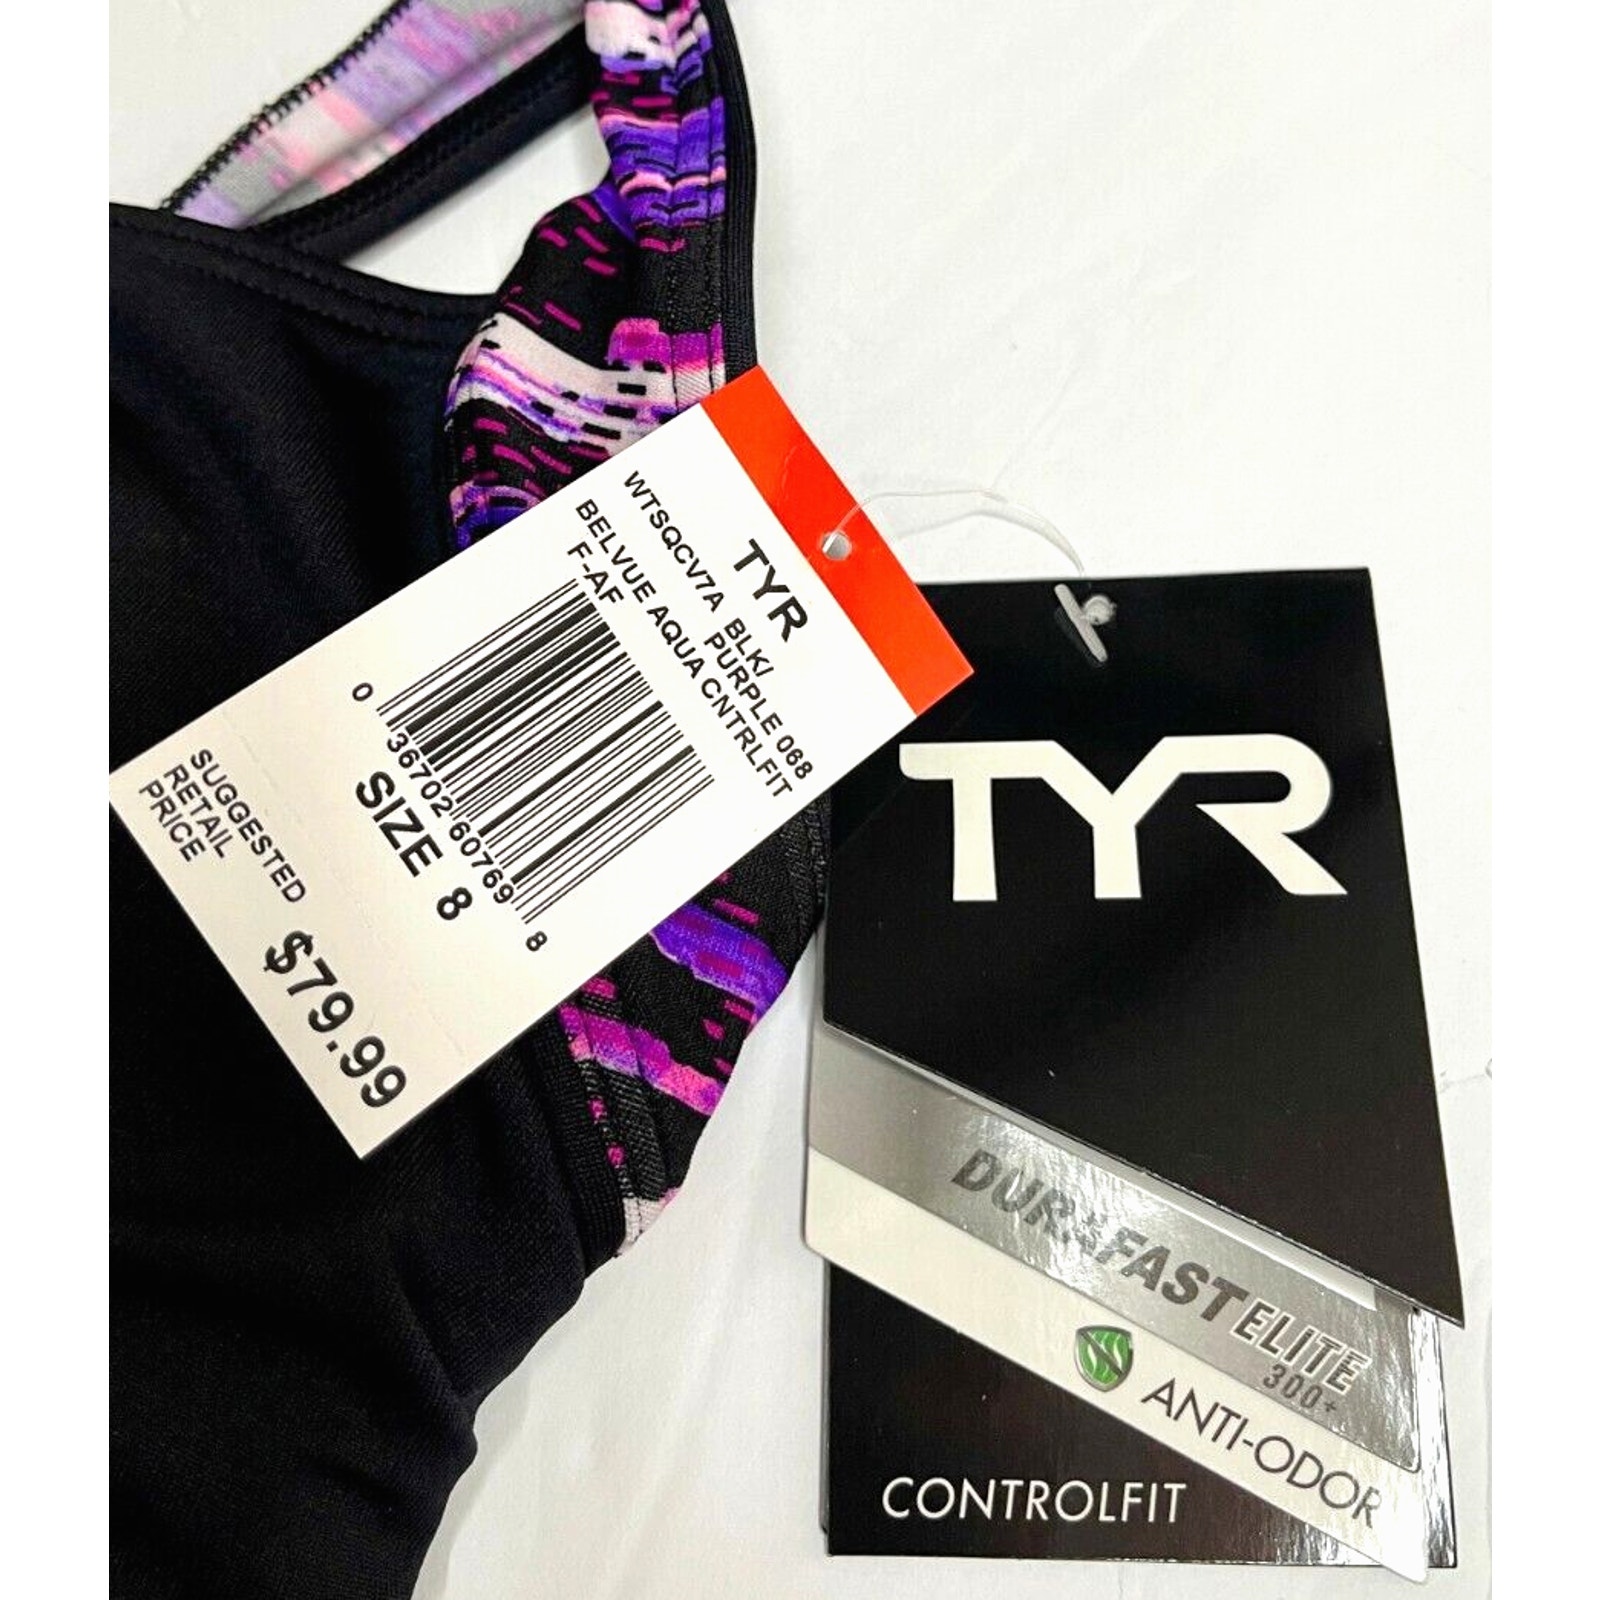 TYR
WTSQCV7A BLK/
PURPLE 068
BELVUE AQUA CNTRLFIT
F-AF
0 36702 60769 8
SIZE 8
SUGGESTED
RETAIL
PRICE
$79.99
TYR
DURAFAST ELITE
300+
ANTI-ODOR
CONTROLFIT